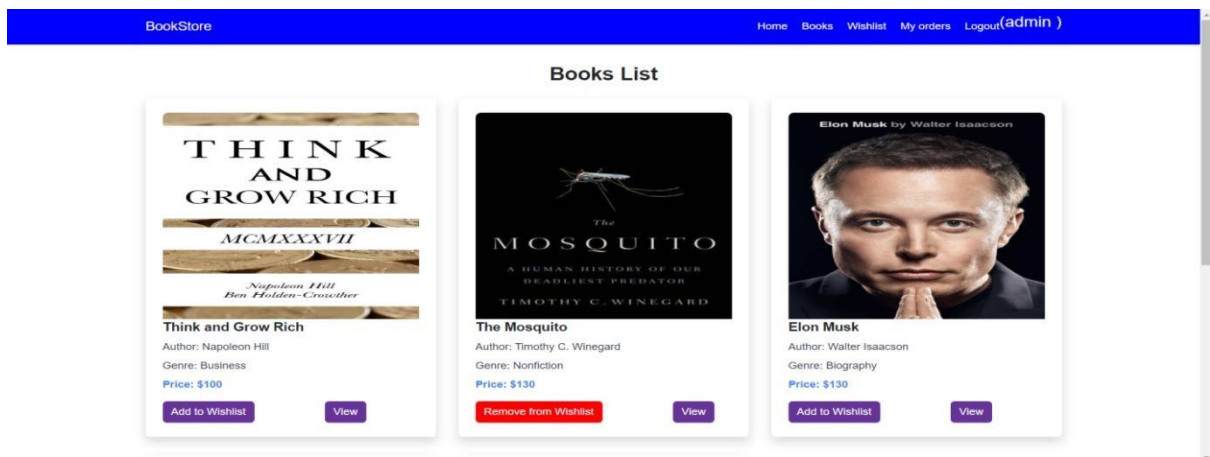 BookStore
Home Books Wishlist My orders Logout(admin )
Books List
THINK
AND
GROW RICH
MCMXXXVII
Napoleon Hill
Ben Holden-Crowther
Think and Grow Rich
Author: Napoleon Hill
Genre: Business
Price: $100
Add to Wishlist View
The
MOSQUITO
A HUMAN HISTORY OF OUR
DEADLIEST PREDATOR
TIMOTHY C. WINEGARD
The Mosquito
Author: Timothy C. Winegard
Genre: Nonfiction
Price: $130
Remove from Wishlist View
Elon Musk by Walter Isaacson
Elon Musk
Author: Walter Isaacson
Genre: Biography
Price: $130
Add to Wishlist View